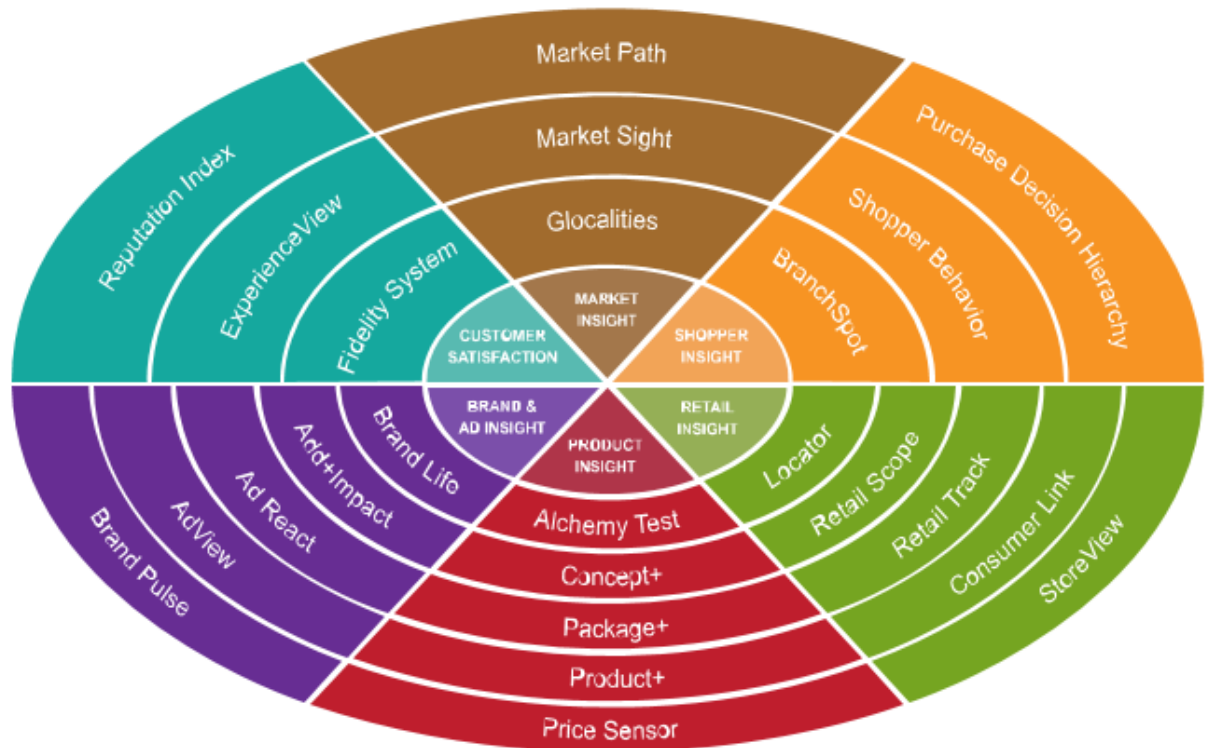 Market Path
Market Sight
Glocalities
MARKET
INSIGHT
Purchase Decision Hierarchy
Shopper Behavior
BranchSpot
SHOPPER
INSIGHT
Reputation Index
ExperienceView
Fidelity System
CUSTOMER
SATISFACTION
BRAND &
AD INSIGHT
Brand Life
Add+Impact
Ad React
AdView
Brand Pulse
PRODUCT
INSIGHT
Alchemy Test
Concept+
Package+
Product+
Price Sensor
RETAIL
INSIGHT
Locator
Retail Scope
Retail Track
Consumer Link
StoreView